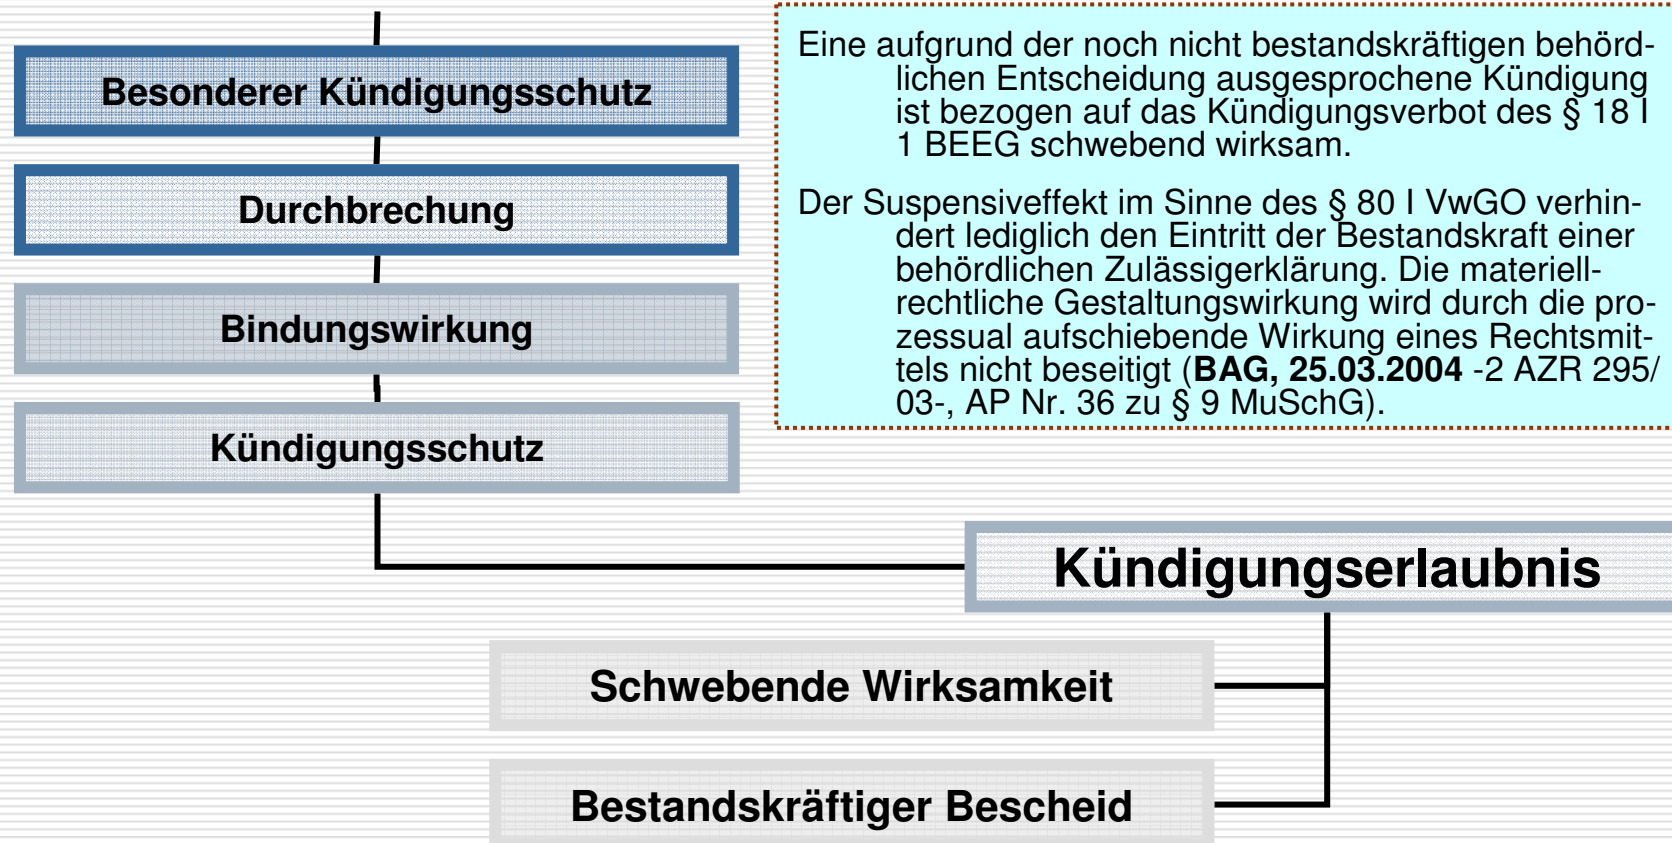 Besonderer Kündigungsschutz
Durchbrechung
Bindungswirkung
Kündigungsschutz
Eine aufgrund der noch nicht bestandskräftigen behörd-
lichen Entscheidung ausgesprochene Kündigung
ist bezogen auf das Kündigungsverbot des § 18 I
1 BEEG schwebend wirksam.
Der Suspensiveffekt im Sinne des § 80 I VwGO verhin-
dert lediglich den Eintritt der Bestandskraft einer
behördlichen Zulässigerklärung. Die materiell-
rechtliche Gestaltungswirkung wird durch die pro-
zessual aufschiebende Wirkung eines Rechtsmit-
tels nicht beseitigt (BAG, 25.03.2004 -2 AZR 295/
03-, AP Nr. 36 zu § 9 MuSchG).
Kündigungserlaubnis
Schwebende Wirksamkeit
Bestandskräftiger Bescheid